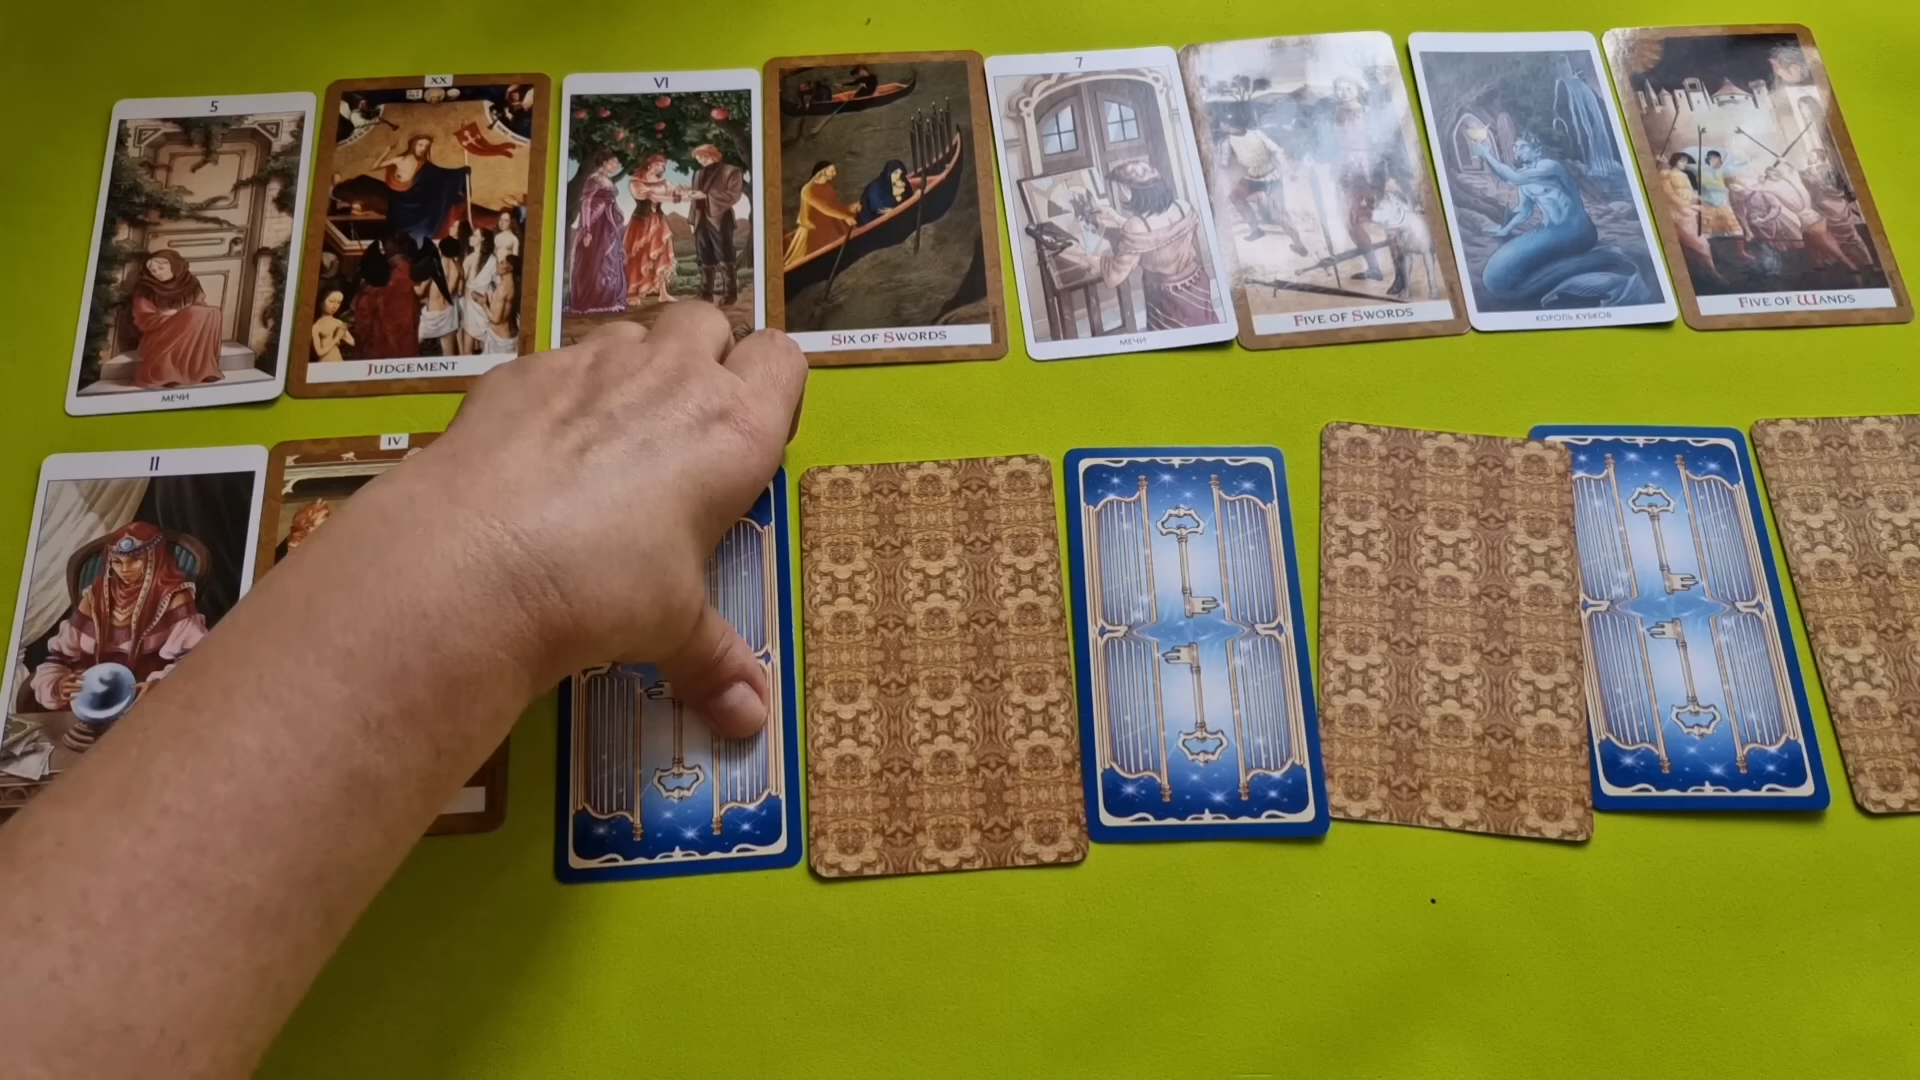 5
МЕЧИ
XX
JUDGEMENT
VI
SIX OF SWORDS
7
МЕЧИ
FIVE OF SWORDS
КОРОЛЬ КУБКОВ
FIVE OF WANDS
II
IV